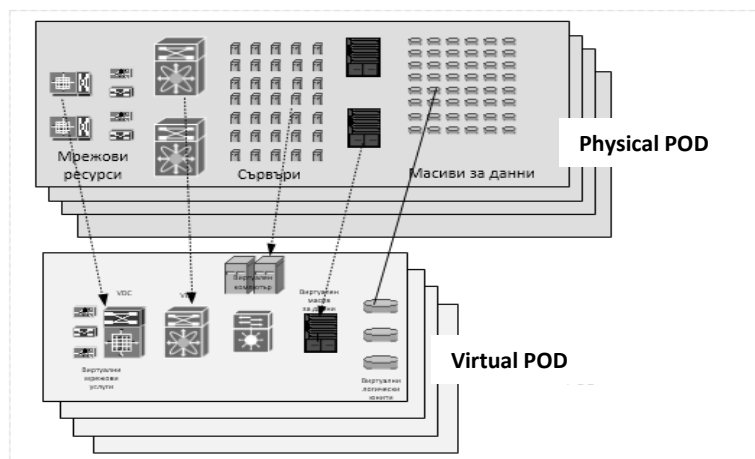 Мрежови
ресурси
Сървъри
Масиви за данни
Physical POD
Виртуален
компютър
VDC
Виртуален
масив
за данни
Virtual POD
Виртуални
мрежови
услуги
Виртуални
логически